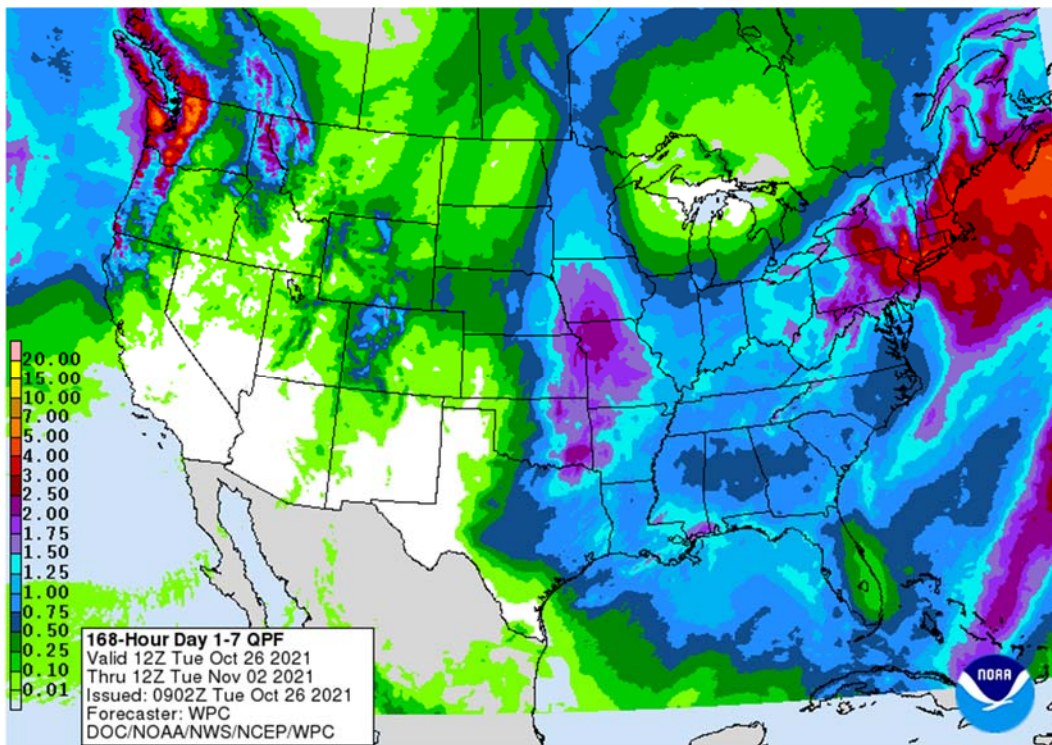 20.00
15.00
10.00
7.00
5.00
4.00
3.00
2.50
2.00
1.75
1.50
1.25
1.00
0.75
0.50
0.25
0.10
0.01
168-Hour Day 1-7 QPF
Valid 12Z Tue Oct 26 2021
Thru 12Z Tue Nov 02 2021
Issued: 0902Z Tue Oct 26 2021
Forecaster: WPC
DOC/NOAA/NWS/NCEP/WPC
NOAA